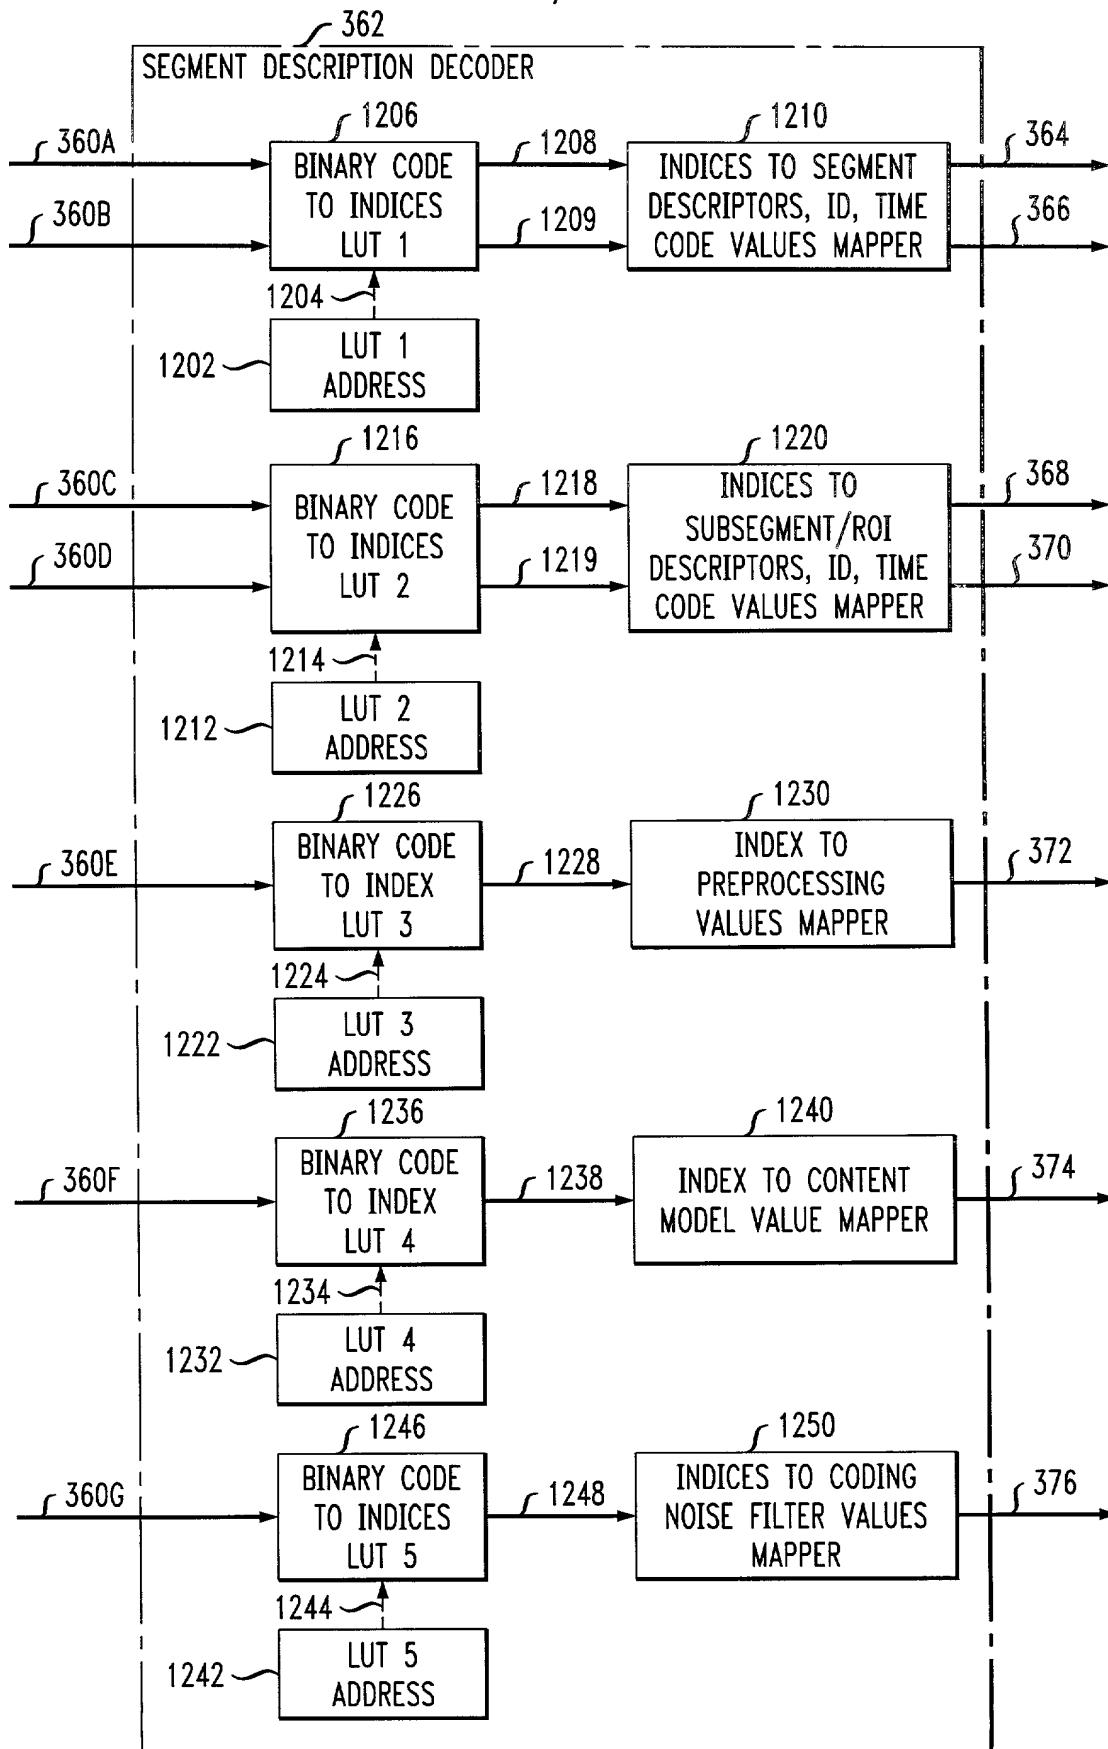 362
SEGMENT DESCRIPTION DECODER
1206
1210
360A
1208
364
BINARY CODE
TO INDICES
LUT 1
INDICES TO SEGMENT
DESCRIPTORS, ID, TIME
CODE VALUES MAPPER
360B
1209
366
1204
1202
LUT 1
ADDRESS
1216
1220
360C
1218
368
BINARY CODE
TO INDICES
LUT 2
INDICES TO
SUBSEGMENT/ROI
DESCRIPTORS, ID, TIME
CODE VALUES MAPPER
360D
1219
370
1214
1212
LUT 2
ADDRESS
1226
1230
360E
1228
372
BINARY CODE
TO INDEX
LUT 3
INDEX TO
PREPROCESSING
VALUES MAPPER
1224
1222
LUT 3
ADDRESS
1236
1240
360F
1238
374
BINARY CODE
TO INDEX
LUT 4
INDEX TO CONTENT
MODEL VALUE MAPPER
1234
1232
LUT 4
ADDRESS
1246
1250
360G
1248
376
BINARY CODE
TO INDICES
LUT 5
INDICES TO CODING
NOISE FILTER VALUES
MAPPER
1244
1242
LUT 5
ADDRESS